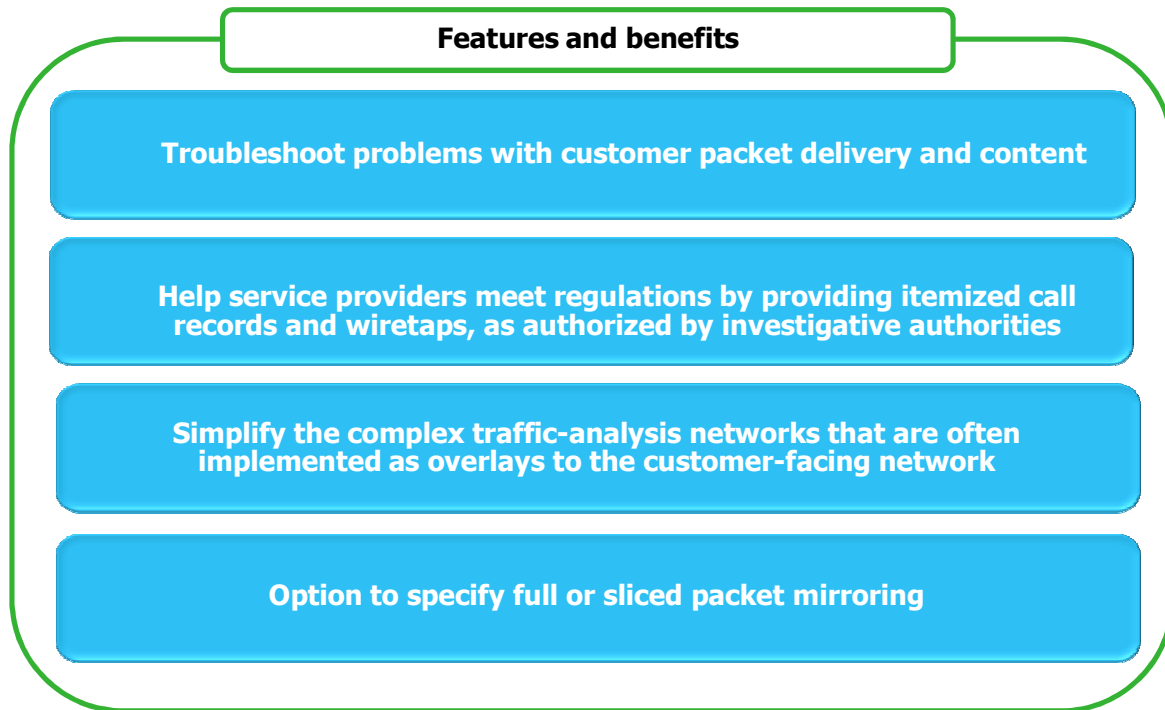 Features and benefits
Troubleshoot problems with customer packet delivery and content
Help service providers meet regulations by providing itemized call
records and wiretaps, as authorized by investigative authorities
Simplify the complex traffic-analysis networks that are often
implemented as overlays to the customer-facing network
Option to specify full or sliced packet mirroring